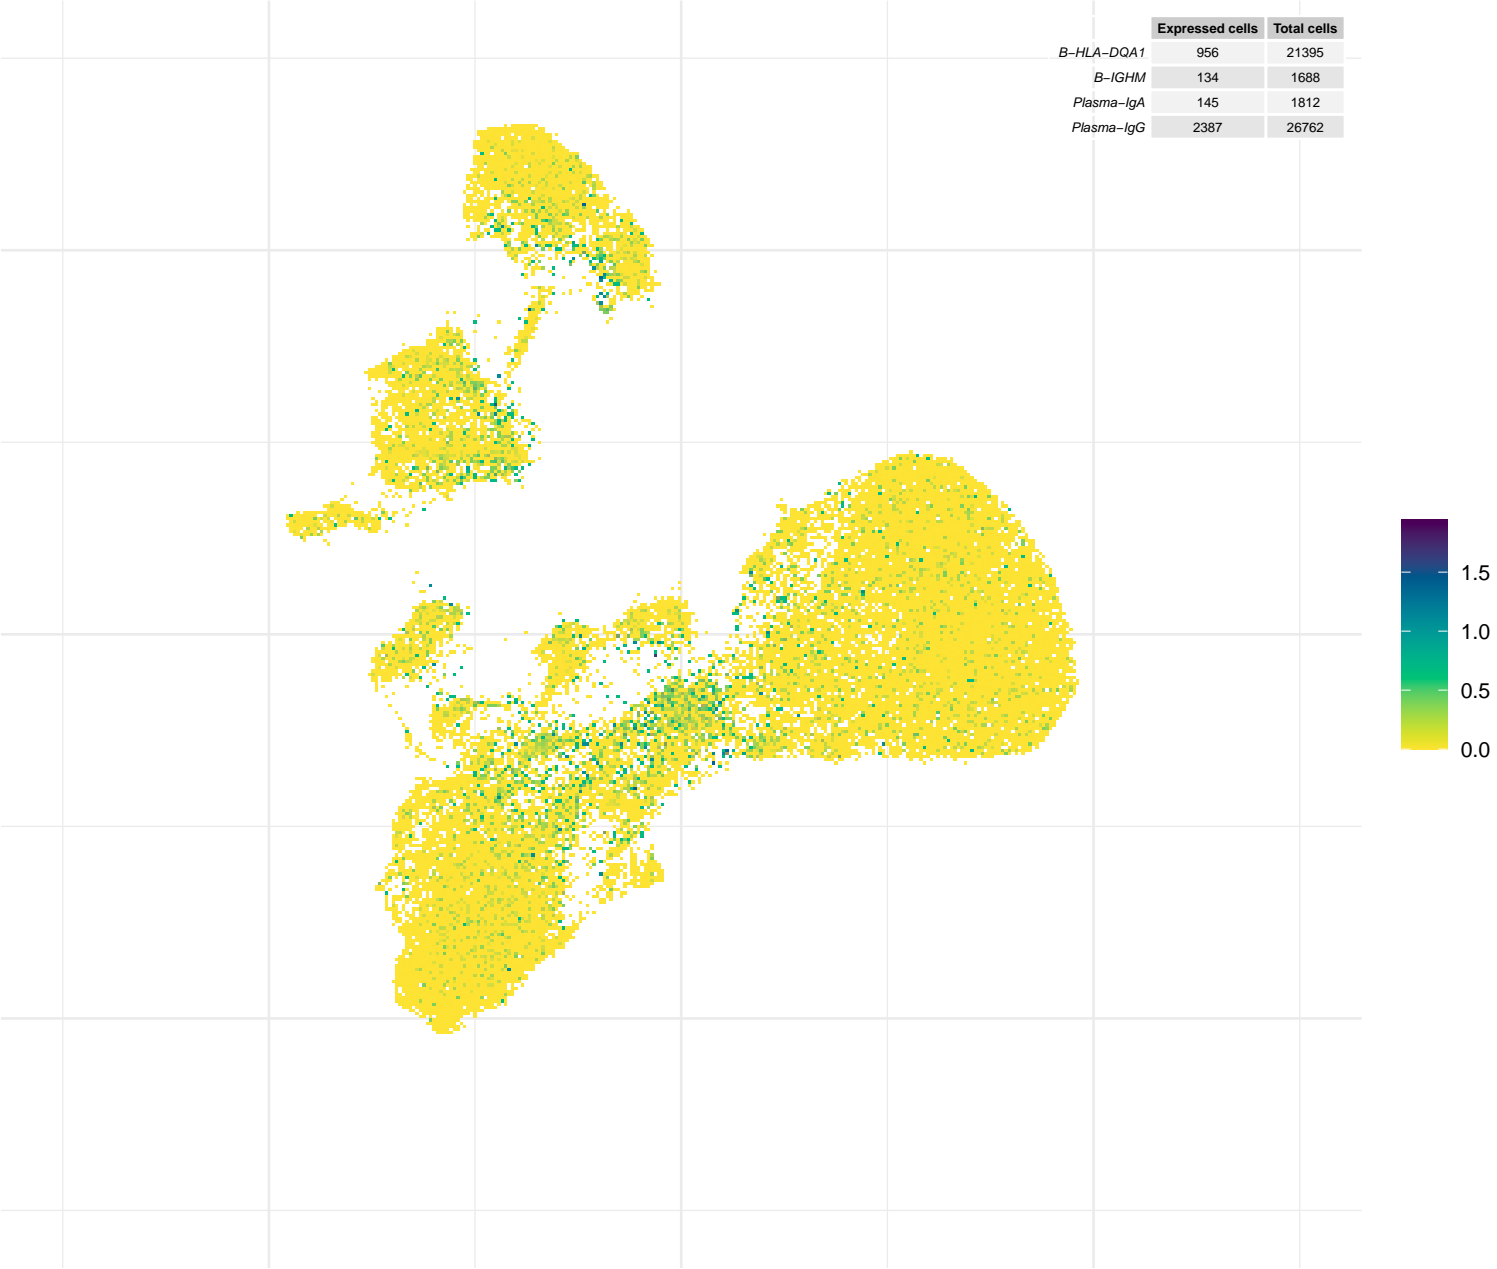 Expressed cells Total cells
B−HLA−DQA1 956 21395
B−IGHM 134 1688
Plasma−IgA 145 1812
Plasma−IgG 2387 26762
1.5
1.0
0.5
0.0